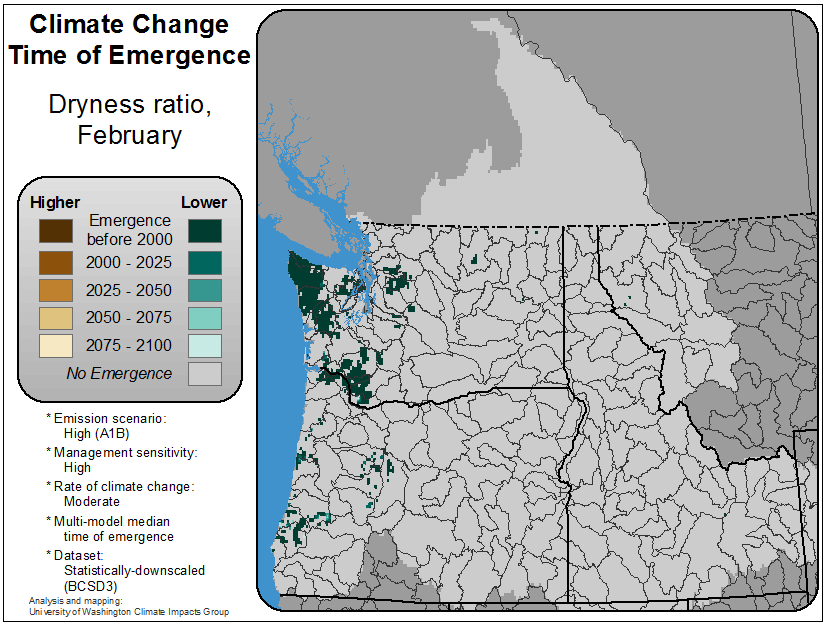 Climate Change
Time of Emergence
Dryness ratio,
February
Higher
Lower
Emergence
before 2000
2000 - 2025
2025 - 2050
2050 - 2075
2075 - 2100
No Emergence
* Emission scenario:
High (A1B)
* Management sensitivity:
High
* Rate of climate change:
Moderate
* Multi-model median
time of emergence
* Dataset:
Statistically-downscaled
(BCSD3)
Analysis and mapping:
University of Washington Climate Impacts Group